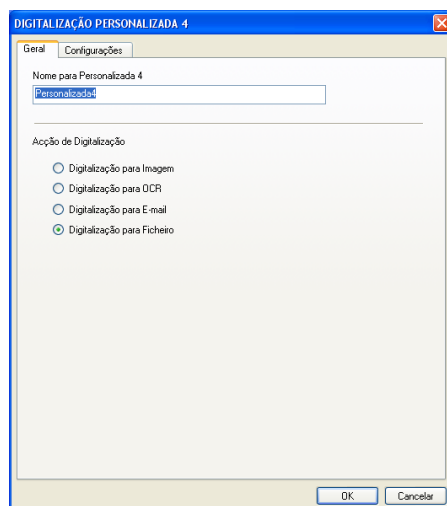 DIGITALIZAÇÃO PERSONALIZADA 4
Geral
Configurações
Nome para Personalizada 4
Personalizada4
Acção de Digitalização
Digitalização para Imagem
Digitalização para OCR
Digitalização para E-mail
Digitalização para Ficheiro
OK
Cancelar